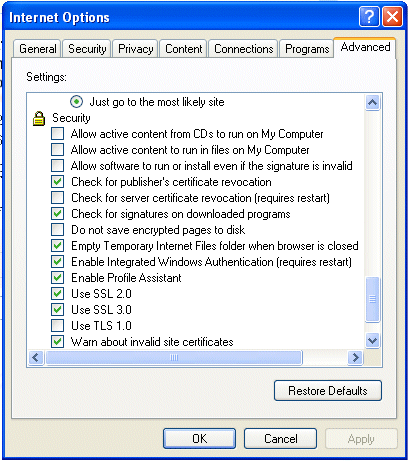 Internet Options
General
Security
Privacy
Content
Connections
Programs
Advanced
Settings:
Just go to the most likely site
Security
Allow active content from CDs to run on My Computer
Allow active content to run in files on My Computer
Allow software to run or install even if the signature is invalid
Check for publisher's certificate revocation
Check for server certificate revocation (requires restart)
Check for signatures on downloaded programs
Do not save encrypted pages to disk
Empty Temporary Internet Files folder when browser is closed
Enable Integrated Windows Authentication (requires restart)
Enable Profile Assistant
Use SSL 2.0
Use SSL 3.0
Use TLS 1.0
Warn about invalid site certificates
Restore Defaults
OK
Cancel
Apply